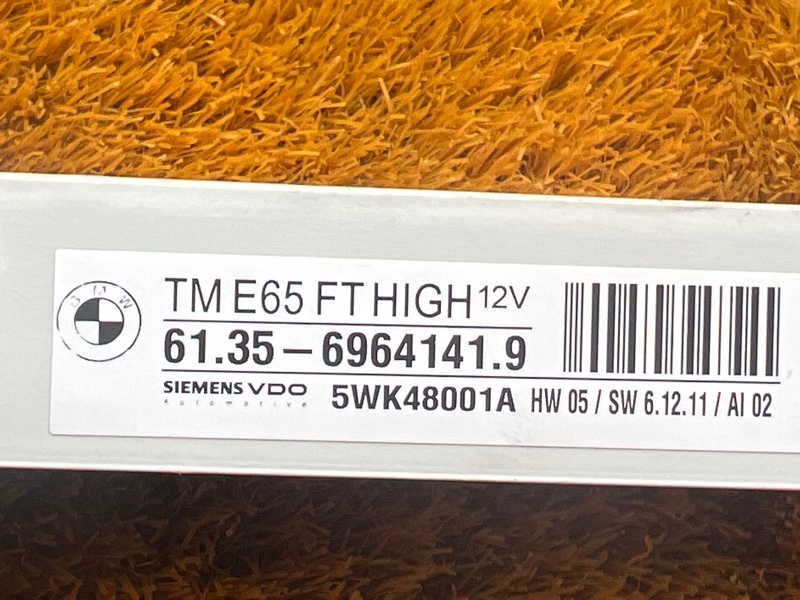 BMW
TM E65 FT HIGH 12V
61.35 – 6964141.9
SIEMENS VDO
Automotive
5WK48001A HW 05 / SW 6.12.11 / AI 02